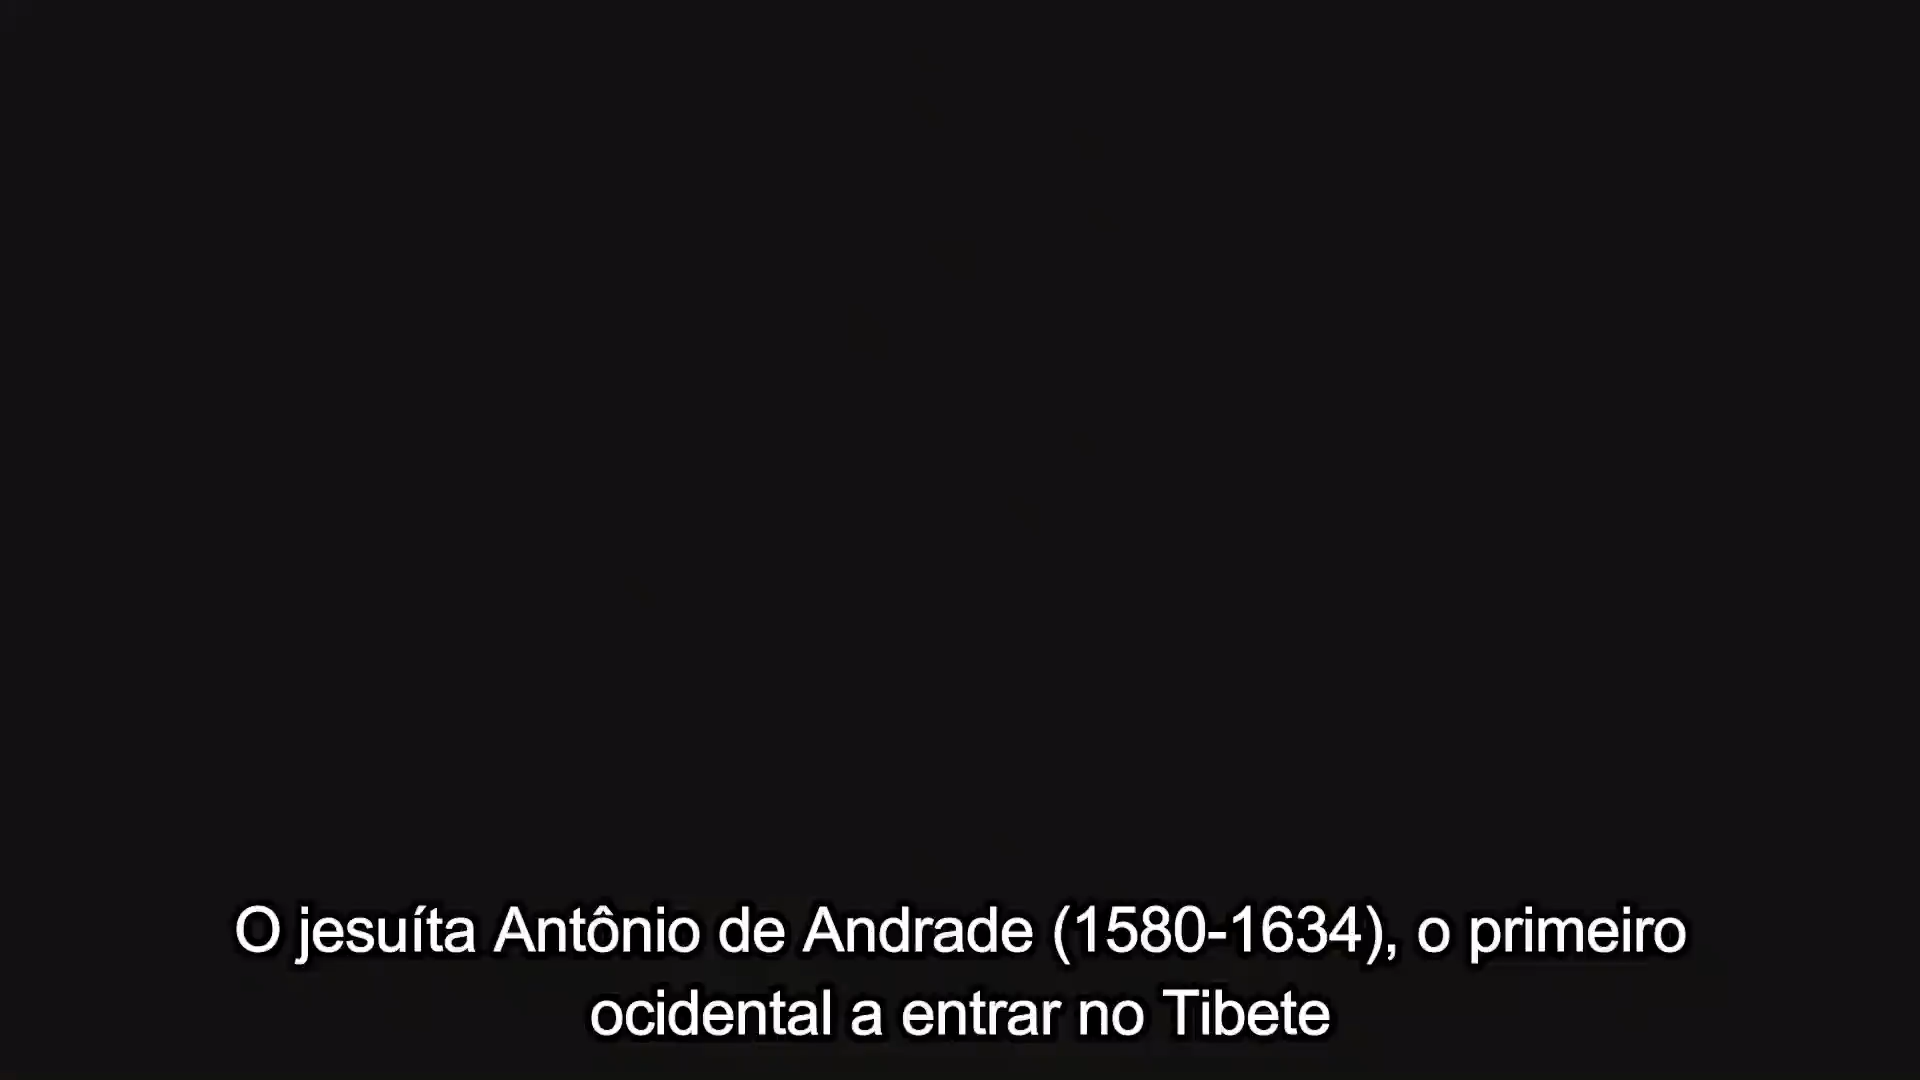 O jesuíta Antônio de Andrade (1580-1634), o primeiro
ocidental a entrar no Tibete